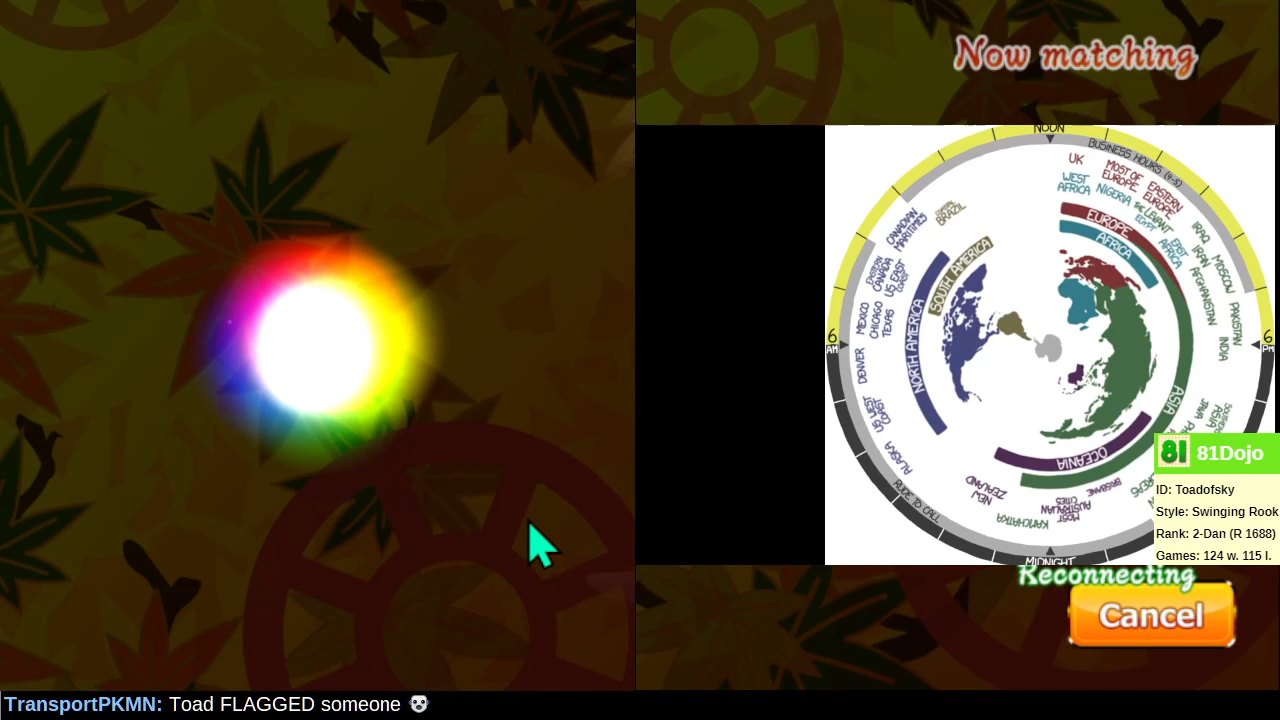 Now matching
NOON
BUSINESS HOURS (9-5)
UK
MOST OF EUROPE
EASTERN EUROPE
WEST AFRICA
NIGERIA
THE LEVANT
EGYPT
EAST AFRICA
IRAQ
IRAN
MOSCOW
AFGHANISTAN
PAKISTAN
INDIA
EUROPE
AFRICA
CANADIAN MARITIMES
BRAZIL
EASTERN CANADA
US EAST COAST
SOUTH AMERICA
NORTH AMERICA
MEXICO
CHICAGO
TEXAS
DENVER
US WEST COAST
ALASKA
6 AM
6 PM
ASIA
OCEANIA
NEW ZEALAND
KAMCHATKA
MOST AUSTRALIAN CITIES
BRISBANE
RUDE TO CALL
MIDNIGHT
81 81Dojo
ID: Toadofsky
Style: Swinging Rook
Rank: 2-Dan (R 1688)
Games: 124 w. 115 l.
Reconnecting
Cancel
TransportPKMN: Toad FLAGGED someone